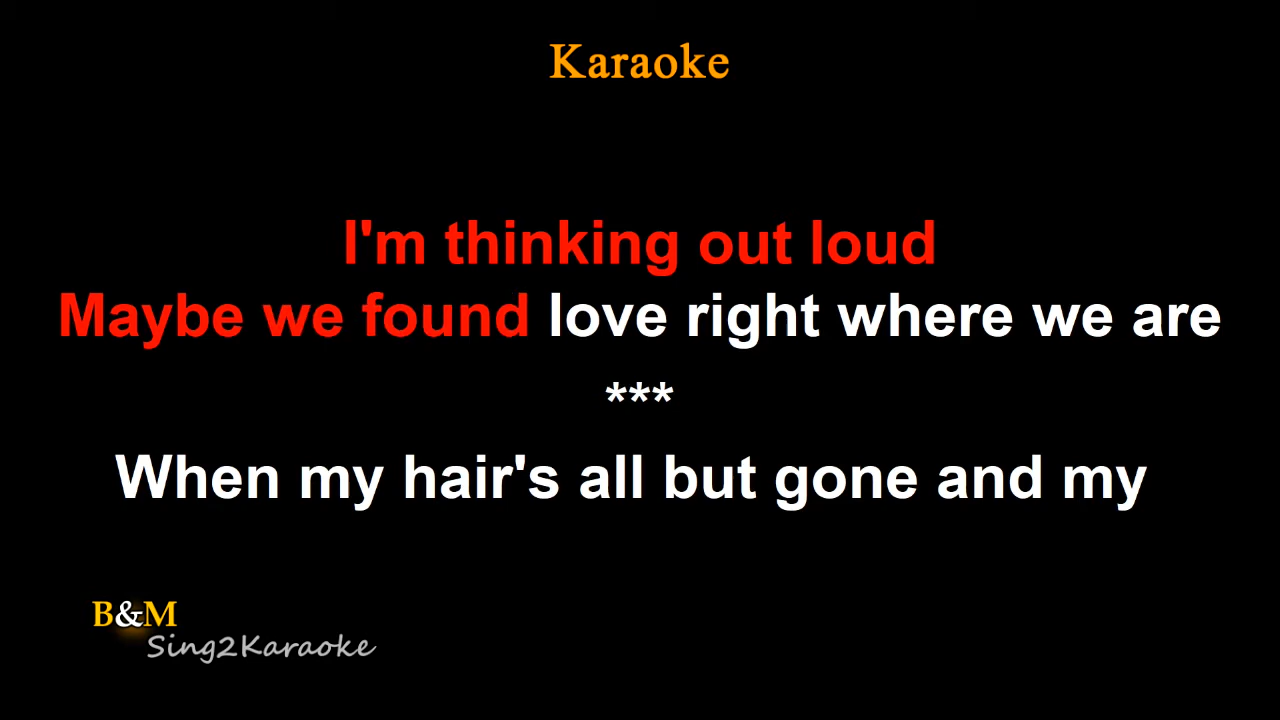 Karaoke
I'm thinking out loud
Maybe we found love right where we are
***
When my hair's all but gone and my
B&M
Sing2Karaoke